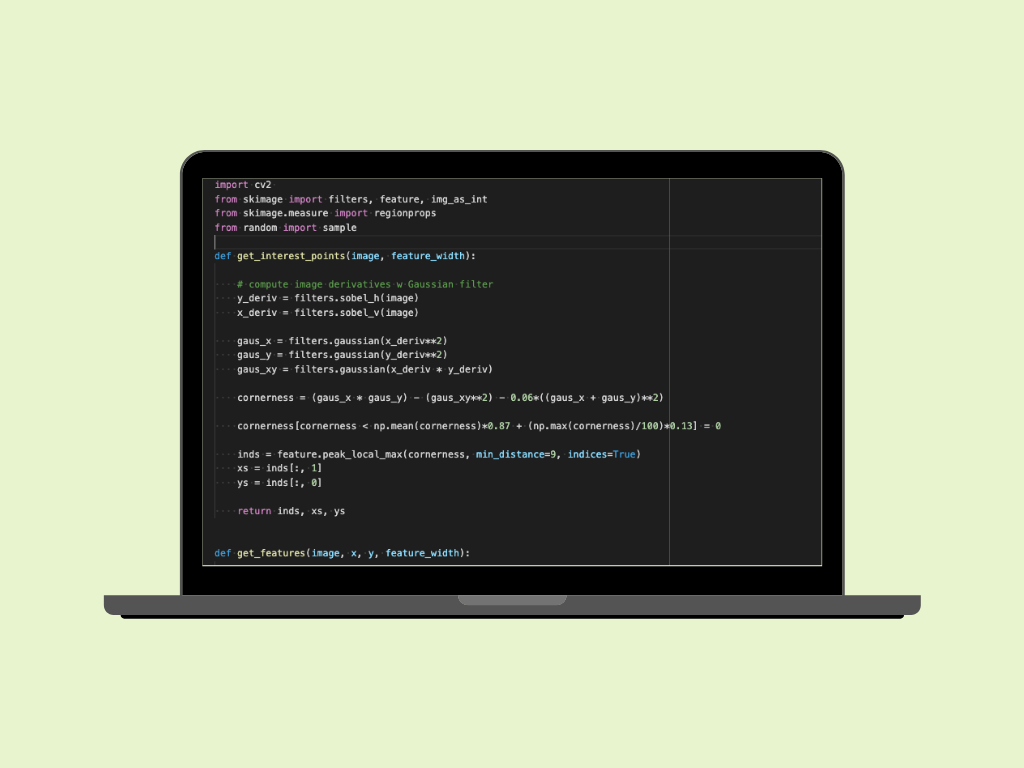 import cv2
from skimage import filters, feature, img_as_int
from skimage.measure import regionprops
from random import sample
def get_interest_points(image, feature_width):
# compute image derivatives w Gaussian filter
y_deriv = filters.sobel_h(image)
x_deriv = filters.sobel_v(image)
gaus_x = filters.gaussian(x_deriv**2)
gaus_y = filters.gaussian(y_deriv**2)
gaus_xy = filters.gaussian(x_deriv * y_deriv)
cornerness = (gaus_x * gaus_y) - (gaus_xy**2) - 0.06*((gaus_x + gaus_y)**2)
cornerness[cornerness < np.mean(cornerness)*0.87 + (np.max(cornerness)/100)*0.13] = 0
inds = feature.peak_local_max(cornerness, min_distance=9, indices=True)
xs = inds[:, 1]
ys = inds[:, 0]
return inds, xs, ys
def get_features(image, x, y, feature_width):